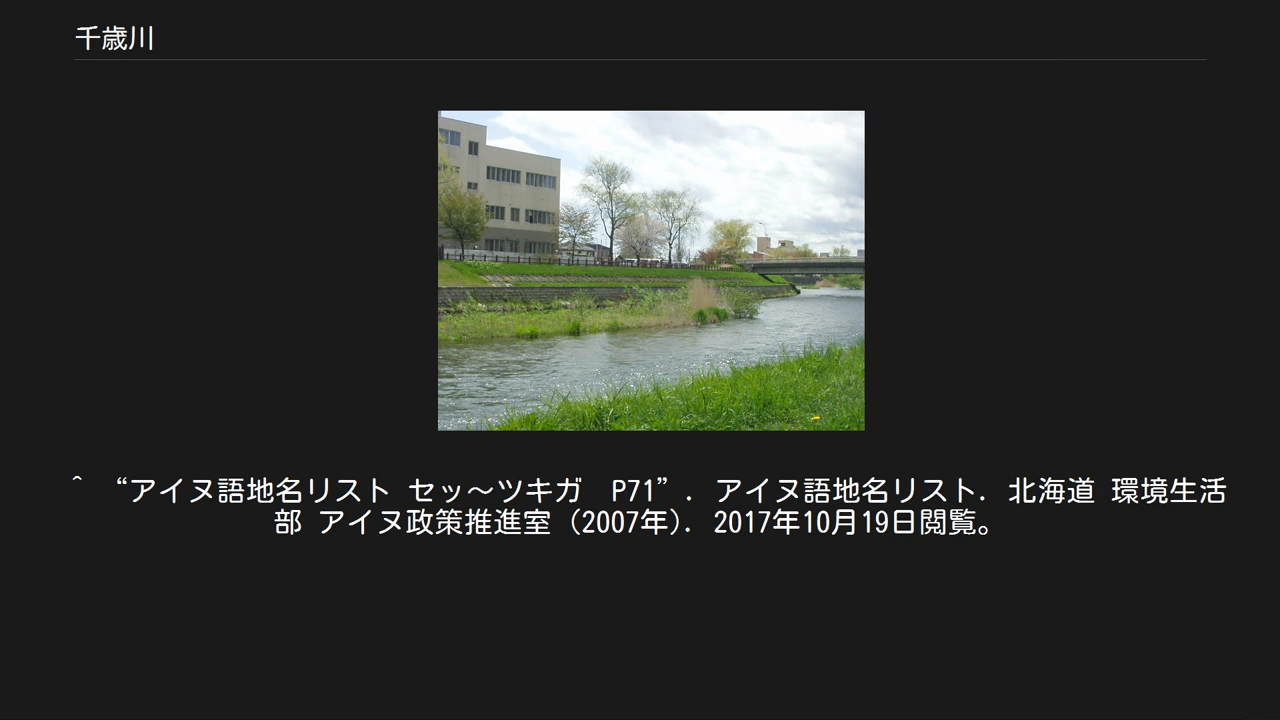 千歳川
^ “アイヌ語地名リスト セッ～ツキガ　P71”. アイヌ語地名リスト. 北海道 環境生活
部 アイヌ政策推進室 (2007年). 2017年10月19日閲覧。